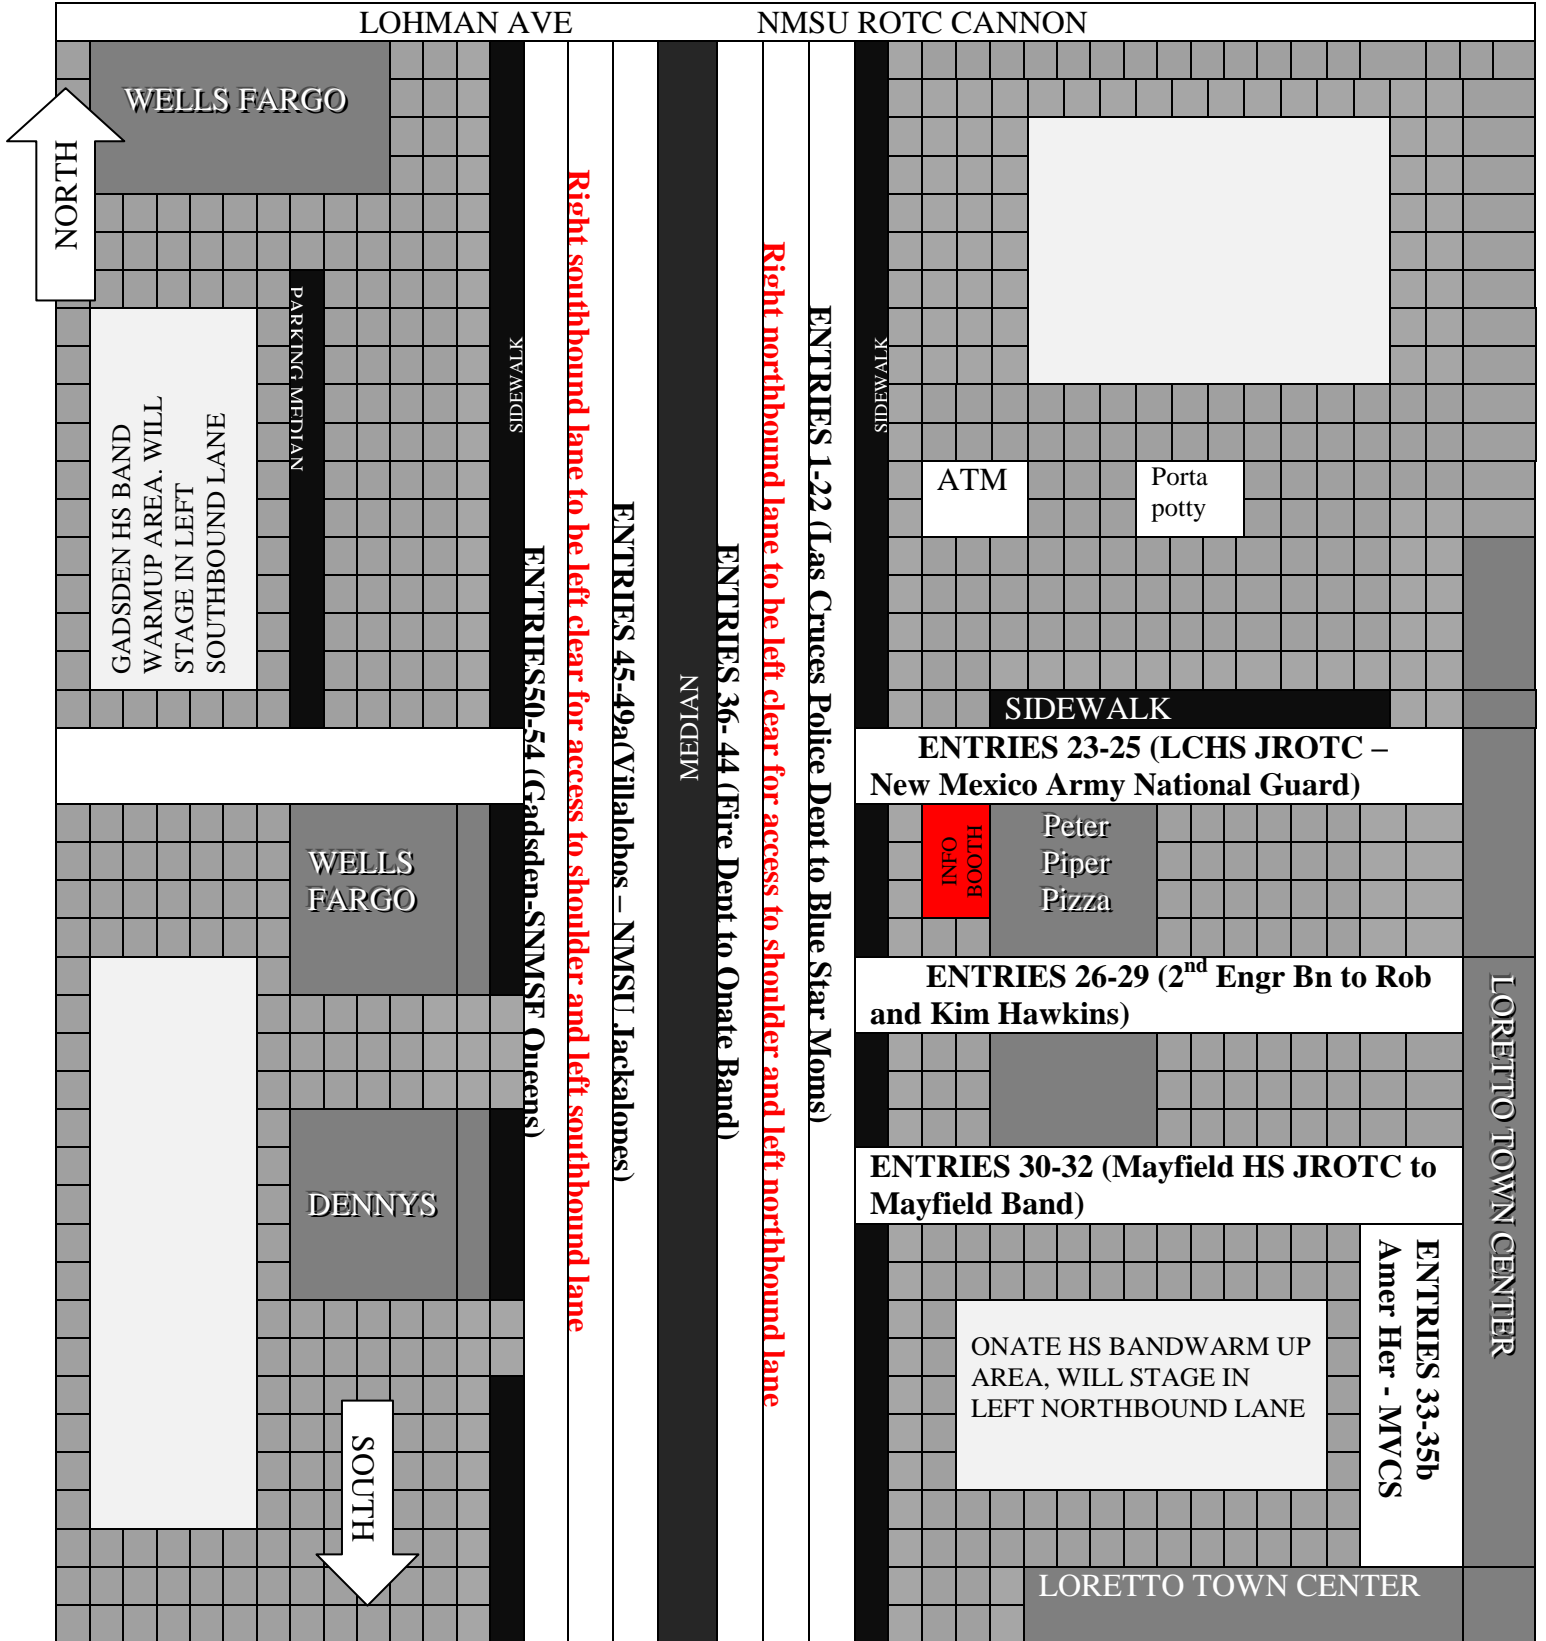 LOHMAN AVE NMSU ROTC CANNON
WELLS FARGO
NORTH
PARKING MEDIAN
GADSDEN HS BAND
WARMUP AREA. WILL
STAGE IN LEFT
SOUTHBOUND LANE
SIDEWALK
ENTRIES50-54 (Gadsden-SNMSF Queens)
Right southbound lane to be left clear for access to shoulder and left southbound lane
ENTRIES 45-49a(Villalobos – NMSU Jackalopes)
MEDIAN
ENTRIES 36- 44 (Fire Dept to Onate Band)
Right northbound lane to be left clear for access to shoulder and left northbound lane
ENTRIES 1-22 (Las Cruces Police Dept to Blue Star Moms)
SIDEWALK
ATM
Porta
potty
SIDEWALK
ENTRIES 23-25 (LCHS JROTC –
New Mexico Army National Guard)
INFO
BOOTH
Peter
Piper
Pizza
WELLS
FARGO
ENTRIES 26-29 (2nd Engr Bn to Rob
and Kim Hawkins)
LORETTO TOWN CENTER
DENNYS
ENTRIES 30-32 (Mayfield HS JROTC to
Mayfield Band)
ENTRIES 33-35b
Amer Her - MVCS
ONATE HS BANDWARM UP
AREA, WILL STAGE IN
LEFT NORTHBOUND LANE
SOUTH
LORETTO TOWN CENTER